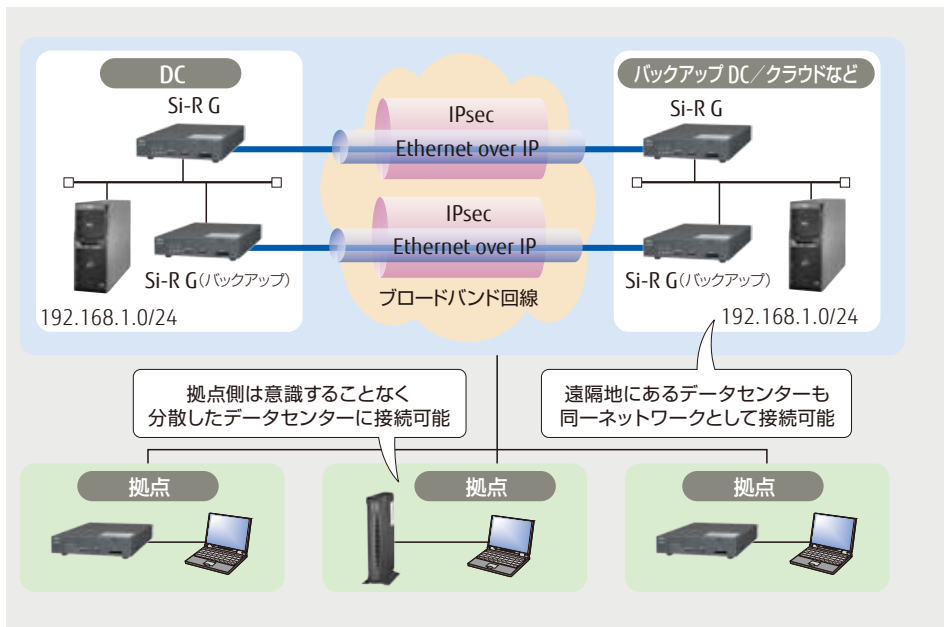 DC
バックアップ DC／クラウドなど
Si-R G
IPsec
Ethernet over IP
Si-R G
IPsec
Ethernet over IP
Si-R G（バックアップ）
Si-R G（バックアップ）
ブロードバンド回線
192.168.1.0/24
192.168.1.0/24
拠点側は意識することなく
分散したデータセンターに接続可能
遠隔地にあるデータセンターも
同一ネットワークとして接続可能
拠点
拠点
拠点